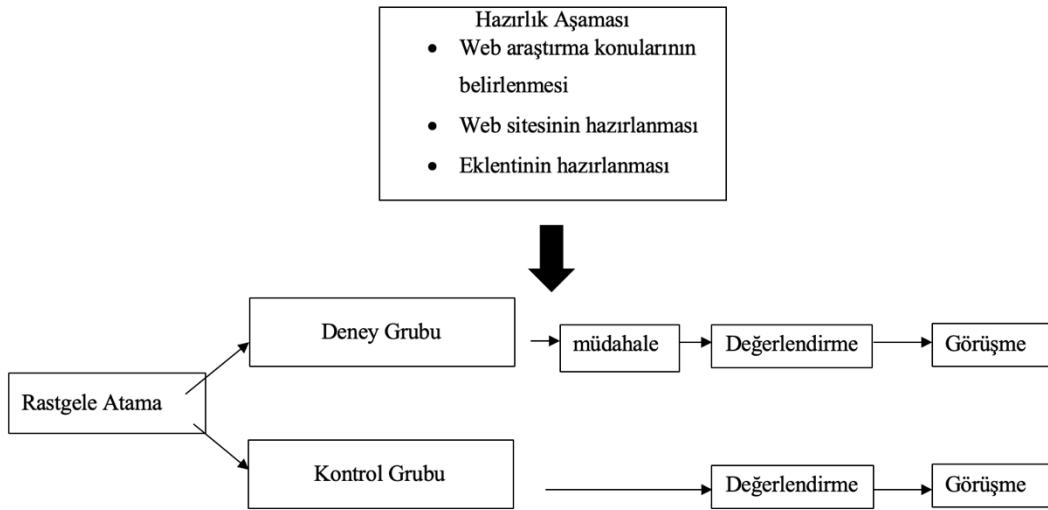 Hazırlık Aşaması
• Web araştırma konularının
belirlenmesi
• Web sitesinin hazırlanması
• Eklentinin hazırlanması
Deney Grubu
müdahale
Değerlendirme
Görüşme
Rastgele Atama
Kontrol Grubu
Değerlendirme
Görüşme